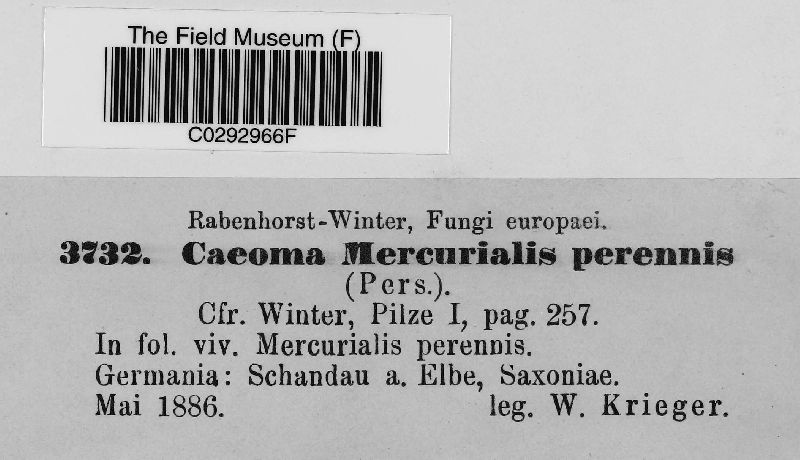 The Field Museum (F)
C0292966F
Rabenhorst-Winter, Fungi europaei.
3732. Caeoma Mercurialis perennis
(Pers.).
Cfr. Winter, Pilze I, pag. 257.
In fol. viv. Mercurialis perennis.
Germania: Schandau a. Elbe, Saxoniae.
Mai 1886. leg. W. Krieger.